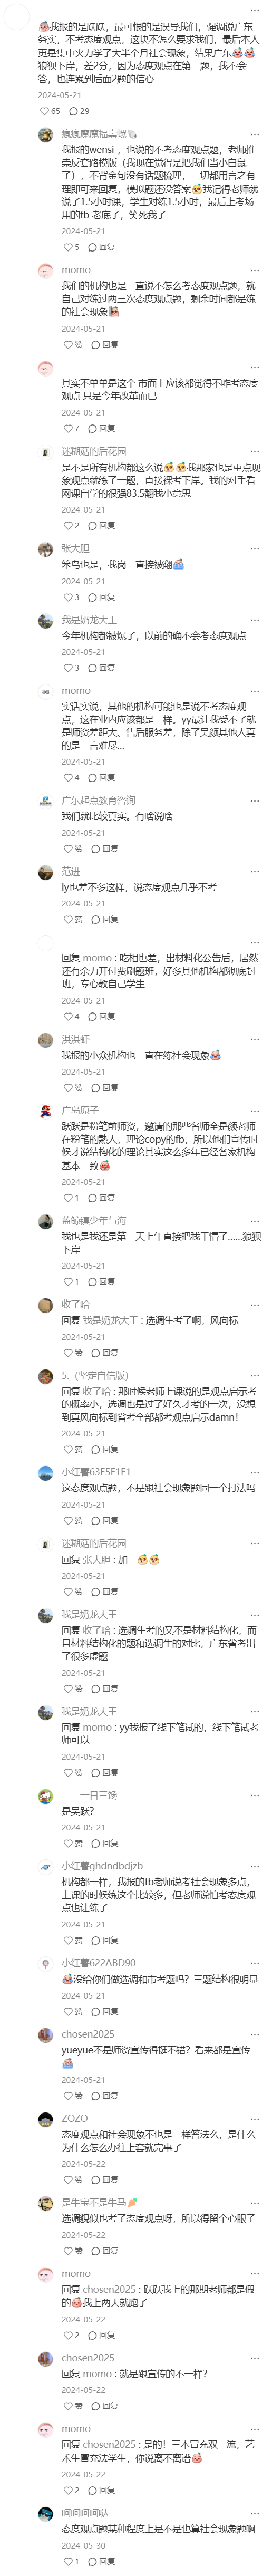 我报的是跃跃，最可恨的是误导我们，强调说广东
务实，不考态度观点，这块不怎么要求我们，最后本人
更是集中火力学了大半个月社会现象，结果广东
狼狈下岸，差2分，因为态度观点在第一题，我不会
答，也连累到后面2题的信心
2024-05-21
65 29
瘋瘋魔魔福壽螺
我报的wensi ，也说的不考态度观点题，老师推
崇反套路模版（我现在觉得是把我们当小白鼠
了），不背金句没有话题梳理，一切都用言之有
理即可来回复，模拟题还没答案我记得老师就
说了1.5小时课，学生对练1.5小时，最后上考场
用的fb 老底子，笑死我了
2024-05-21
5 回复
momo
我们的机构也是一直说不怎么考态度观点题，就
自己对练过两三次态度观点题，剩余时间都是练
的社会现象
2024-05-21
赞 回复
其实不单单是这个 市面上应该都觉得不咋考态度
观点 只是今年改革而已
2024-05-21
7 回复
迷糊菇的后花园
是不是所有机构都这么说我那家也是重点现
象观点就练了一题，直接裸考下岸。我的对手看
网课自学的很强83.5翻我小意思
2024-05-21
2 回复
张大胆
笨鸟也是，我岗一直接被翻
2024-05-21
3 回复
我是奶龙大王
今年机构都被爆了，以前的确不会考态度观点
2024-05-21
3 回复
momo
实话实说，其他的机构可能也是说不考态度观
点，这在业内应该都是一样。yy最让我受不了就
是师资差距大、售后服务差，除了吴颜其他人真
的是一言难尽…
2024-05-21
4 回复
广东起点教育咨询
我们就比较真实。有啥说啥
2024-05-21
赞 回复
范进
ly也差不多这样，说态度观点几乎不考
2024-05-21
赞 回复
回复 momo : 吃相也差，出材料化公告后，居然
还有余力开付费刷题班，好多其他机构都彻底封
班，专心教自己学生
2024-05-21
4 回复
淇淇虾
我报的小众机构也一直在练社会现象
2024-05-21
赞 回复
广岛原子
跃跃是粉笔前师资，邀请的那些名师全是颜老师
在粉笔的熟人，理论copy的fb，所以他们宣传时
候才说结构化的理论其实这么多年已经各家机构
基本一致
2024-05-21
1 回复
蓝鲸镇少年与海
我也是我还是第一天上午直接把我干懵了……狼狈
下岸
2024-05-21
1 回复
收了哈
回复 我是奶龙大王 : 选调生考了啊，风向标
2024-05-21
赞 回复
5.（坚定自信版）
回复 收了哈 : 那时候老师上课说的是观点启示考
的概率小，选调也是过了好久才考的一次，没想
到真风向标到省考全部都考观点启示damn！
2024-05-21
赞 回复
小红薯63F5F1F1
这态度观点题，不是跟社会现象题同一个打法吗
2024-05-21
赞 回复
迷糊菇的后花园
回复 张大胆 : 加一
2024-05-21
赞 回复
我是奶龙大王
回复 收了哈 : 选调生考的又不是材料结构化，而
且材料结构化的题和选调生的对比，广东省考出
了很多虚题
2024-05-21
赞 回复
我是奶龙大王
回复 momo : yy我报了线下笔试的，线下笔试老
师可以
2024-05-21
赞 回复
一日三馋
是吴跃？
2024-05-21
赞 回复
小红薯ghdndbdjzb
机构都一样，我报的fb老师说考社会现象多点，
上课的时候练这个比较多，但老师说怕考态度观
点也让练了
2024-05-21
赞 回复
小红薯622ABD90
没给你们做选调和市考题吗？三题结构很明显
2024-05-21
赞 回复
chosen2025
yueyue不是师资宣传得挺不错？看来都是宣传
2024-05-21
赞 回复
ZOZO
态度观点和社会现象不也是一样答法么，是什么
为什么怎么办往上套就完事了
2024-05-22
赞 回复
是牛宝不是牛马
选调貌似也考了态度观点呀，所以得留个心眼子
2024-05-22
赞 回复
momo
回复 chosen2025 : 跃跃我上的那期老师都是假
的我上两天就跑了
2024-05-22
2 回复
chosen2025
回复 momo : 就是跟宣传的不一样？
2024-05-22
赞 回复
momo
回复 chosen2025 : 是的！三本冒充双一流，艺
术生冒充法学生，你说离不离谱
2024-05-22
2 回复
呵呵呵呵哒
态度观点题某种程度上是不是也算社会现象题啊
2024-05-30
1 回复